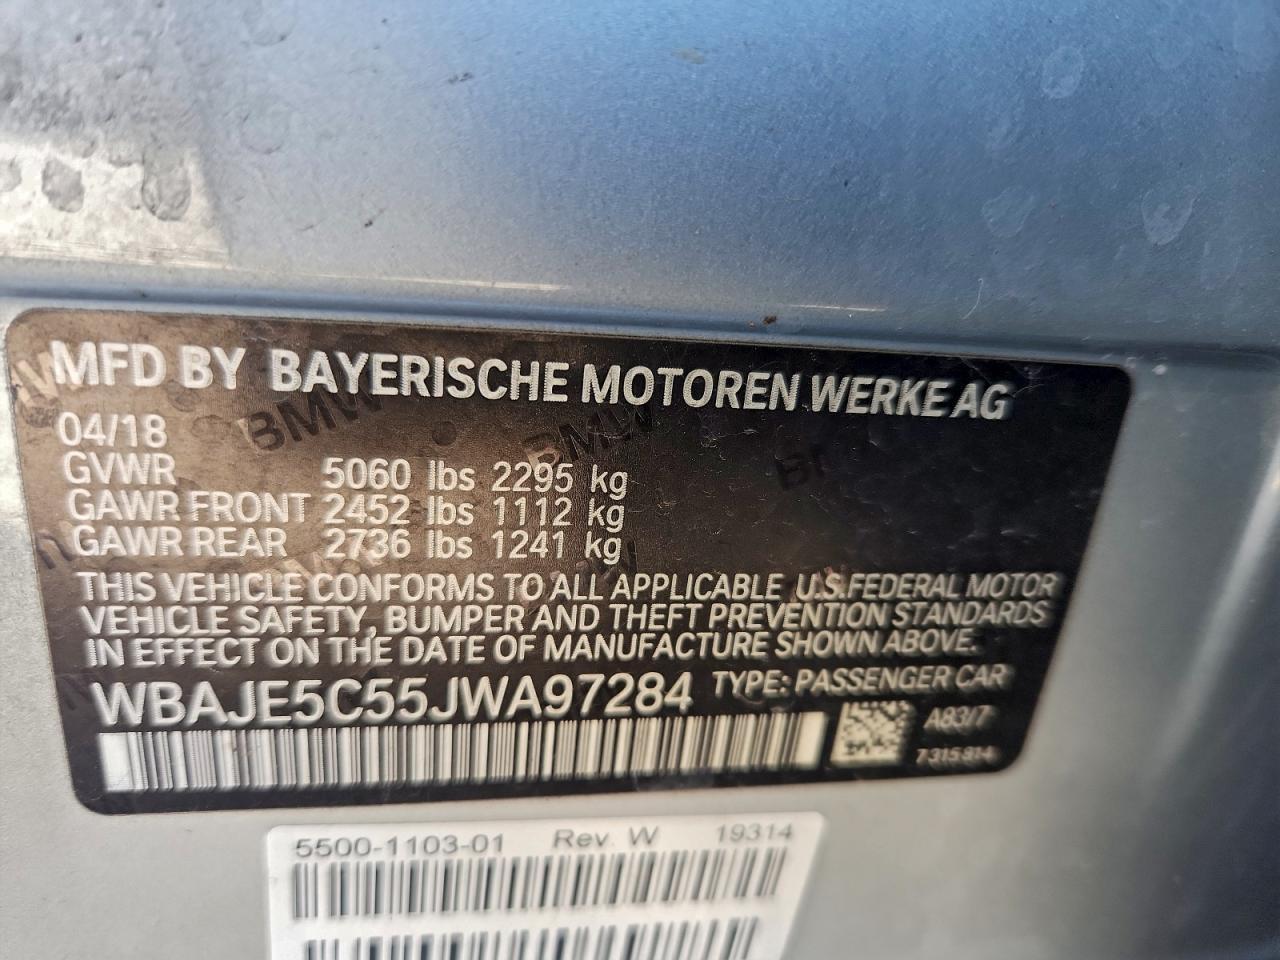 MFD BY BAYERISCHE MOTOREN WERKE AG
04/18
GVWR 5060 lbs 2295 kg
GAWR FRONT 2452 lbs 1112 kg
GAWR REAR 2736 lbs 1241 kg
THIS VEHICLE CONFORMS TO ALL APPLICABLE U.S.FEDERAL MOTOR
VEHICLE SAFETY, BUMPER AND THEFT PREVENTION STANDARDS
IN EFFECT ON THE DATE OF MANUFACTURE SHOWN ABOVE.
WBAJE5C55JWA97284 TYPE: PASSENGER CAR
A83/7
7315914
5500-1103-01 Rev. W 19314
BMW
BMW